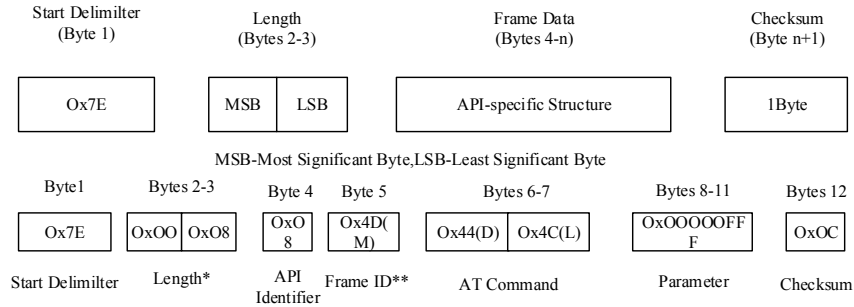 Start Delimilter
(Byte 1)
Length
(Bytes 2-3)
Frame Data
(Bytes 4-n)
Checksum
(Byte n+1)
Ox7E
MSB
LSB
API-specific Structure
1Byte
MSB-Most Significant Byte,LSB-Least Significant Byte
Byte1
Bytes 2-3
Byte 4
Byte 5
Bytes 6-7
Bytes 8-11
Bytes 12
Ox7E
OxOO
OxO8
OxO
8
Ox4D(
M)
Ox44(D)
Ox4C(L)
OxOOOOOFF
F
OxOC
Start Delimilter
Length*
API
Identifier
Frame ID**
AT Command
Parameter
Checksum